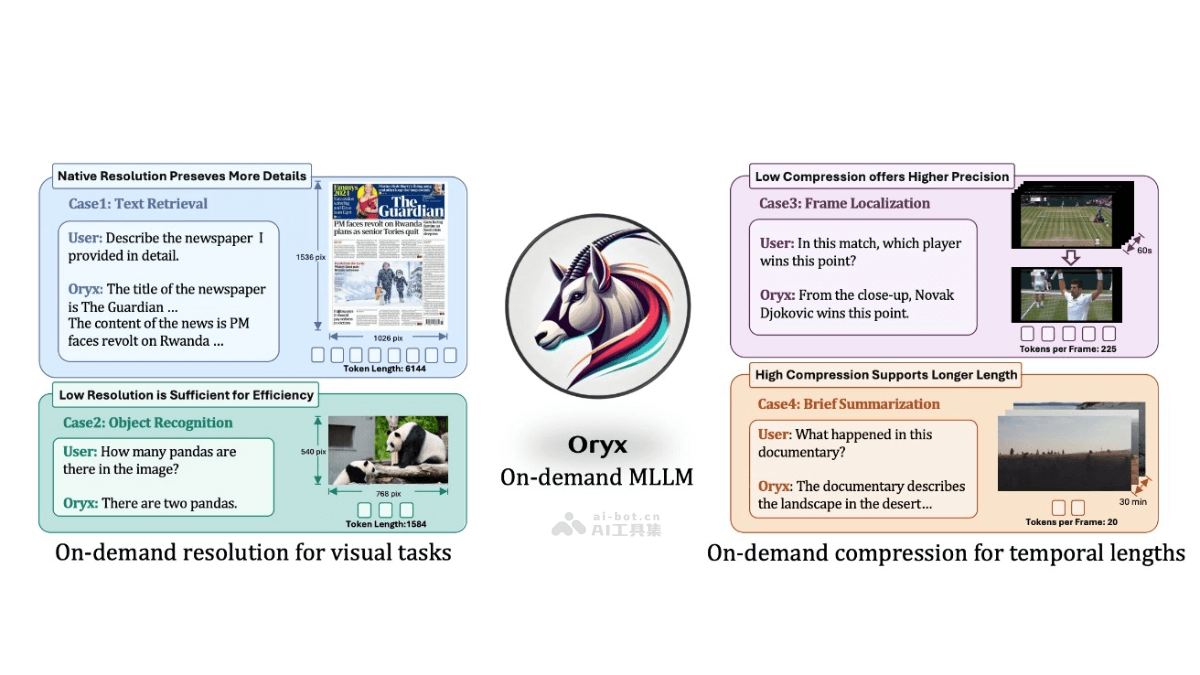 Native Resolution Preseves More Details
Case1: Text Retrieval
User: Describe the newspaper I
provided in detail.
Oryx: The title of the newspaper
is The Guardian ...
The content of the news is PM
faces revolt on Rwanda ...
1536 pix
The
Guardian
PM faces revolt on Rwanda
plans as senior Tories quit
1026 pix
Token Length: 6144
Low Resolution is Sufficient for Efficiency
Case2: Object Recognition
User: How many pandas are
there in the image?
Oryx: There are two pandas.
540 pix
768 pix
Token Length:1584
On-demand resolution for visual tasks
Oryx
On-demand MLLM
ai-bot.cn
AI工具集
Low Compression offers Higher Precision
Case3: Frame Localization
User: In this match, which player
wins this point?
Oryx: From the close-up, Novak
Djokovic wins this point.
60s
Tokens per Frame: 225
High Compression Supports Longer Length
Case4: Brief Summarization
User: What happened in this
documentary?
Oryx: The documentary describes
the landscape in the desert...
30 min
Tokens per Frame: 20
On-demand compression for temporal lengths